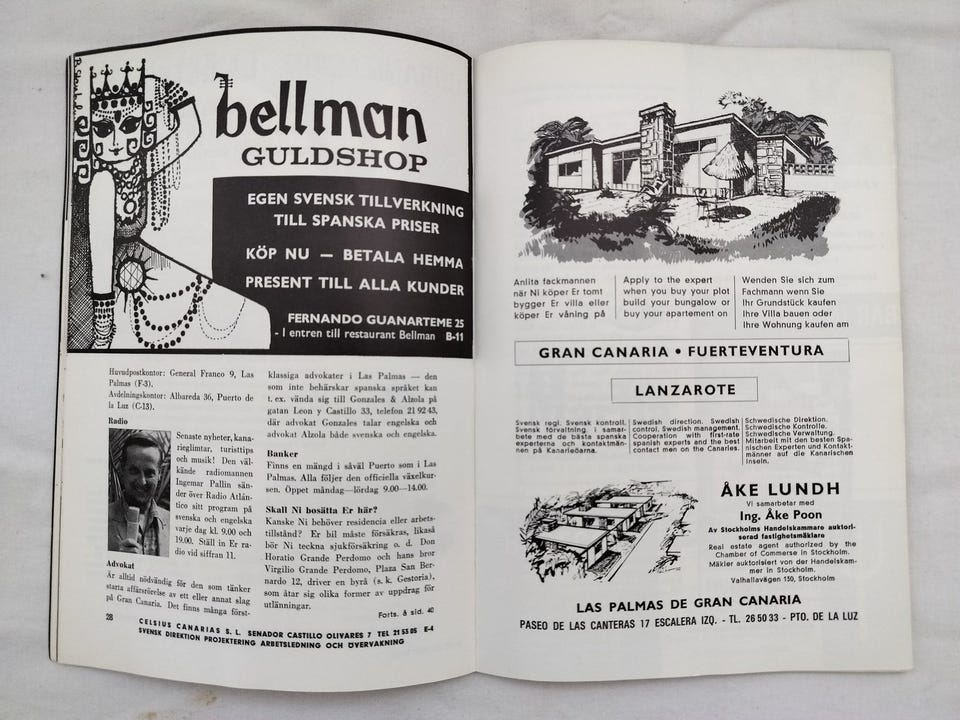 B. Stenbel
bellman
GULDSHOP
EGEN SVENSK TILLVERKNING
TILL SPANSKA PRISER
KÖP NU — BETALA HEMMA
PRESENT TILL ALLA KUNDER
FERNANDO GUANARTEME 25
- I entren till restaurant Bellman B-11
Huvudpostkontor: General Franco 9, Las
Palmas (F-3).
Avdelningskontor: Albareda 36, Puerto de
la Luz (C-13).
Radio
Senaste nyheter, kana-
rieglimtar, turisttips
och musik! Den väl-
kände radiomannen
Ingemar Pallin sän-
der över Radio Atlán-
tico sitt program på
svenska och engelska
varje dag kl. 9.00 och
19.00. Ställ in Er ra-
dio vid siffran 11.
Advokat
Är alltid nödvändig för den som tänker
starta affärsrörelse av ett eller annat slag
på Gran Canaria. Det finns många först-
klassiga advokater i Las Palmas — den
som inte behärskar spanska språket kan
t. ex. vända sig till Gonzales & Alzola på
gatan Leon y Castillo 33, telefon 21 92 43,
där advokat Gonzales talar engelska och
advokat Alzola både svenska och engelska.
Banker
Finns en mängd i såväl Puerto som i Las
Palmas. Alla följer den officiella växelkur-
sen. Öppet måndag—lördag 9.00—14.00.
Skall Ni bosätta Er här?
Kanske Ni behöver residencia eller arbets-
tillstånd? Er bil måste försäkras, likaså
bör Ni teckna sjukförsäkring o. d. Don
Horatio Grande Perdomo och hans bror
Virgilio Grande Perdomo, Plaza San Ber-
nardo 12, driver en byrå (s. k. Gestoria),
som åtar sig olika former av uppdrag för
utlänningar.
Forts. å sid. 40
28
CELSIUS CANARIAS S. L. SENADOR CASTILLO OLIVARES 7 TEL 21 53 05 E-4
SVENSK DIREKTION PROJEKTERING ARBETSLEDNING OCH ÖVERVAKNING
Anlita fackmannen
när Ni köper Er tomt
bygger Er villa eller
köper Er våning på
Apply to the expert
when you buy your plot
build your bungalow or
buy your apartement on
Wenden Sie sich zum
Fachmann wenn Sie
Ihr Grundstück kaufen
Ihre Villa bauen oder
Ihre Wohnung kaufen am
GRAN CANARIA • FUERTEVENTURA
LANZAROTE
Svensk regi. Svensk kontroll.
Svensk förvaltning, i samar-
bete med de bästa spanska
experterna och kontaktmän-
nen på Kanarieöarna.
Swedish direction. Swedish
control. Swedish management.
Cooperation with first-rate
spanish experts and the best
contact men on the Canaries.
Schwedische Direktion.
Schwedische Kontrolle.
Schwedische Verwaltung.
Mitarbeit mit den besten Spa-
nischen Experten und Kontakt-
männer auf die Kanarischen
Inseln.
ÅKE LUNDH
Vi samarbetar med
Ing. Åke Poon
Av Stockholms Handelskammare auktori-
serad fastighetsmäklare
Real estate agent authorized by the
Chamber of Commerce in Stockholm.
Mäkler auktorisiert von der Handelskam-
mer in Stockholm.
Valhallavägen 150, Stockholm
LAS PALMAS DE GRAN CANARIA
PASEO DE LAS CANTERAS 17 ESCALERA IZQ. - TL. 26 50 33 - PTO. DE LA LUZ